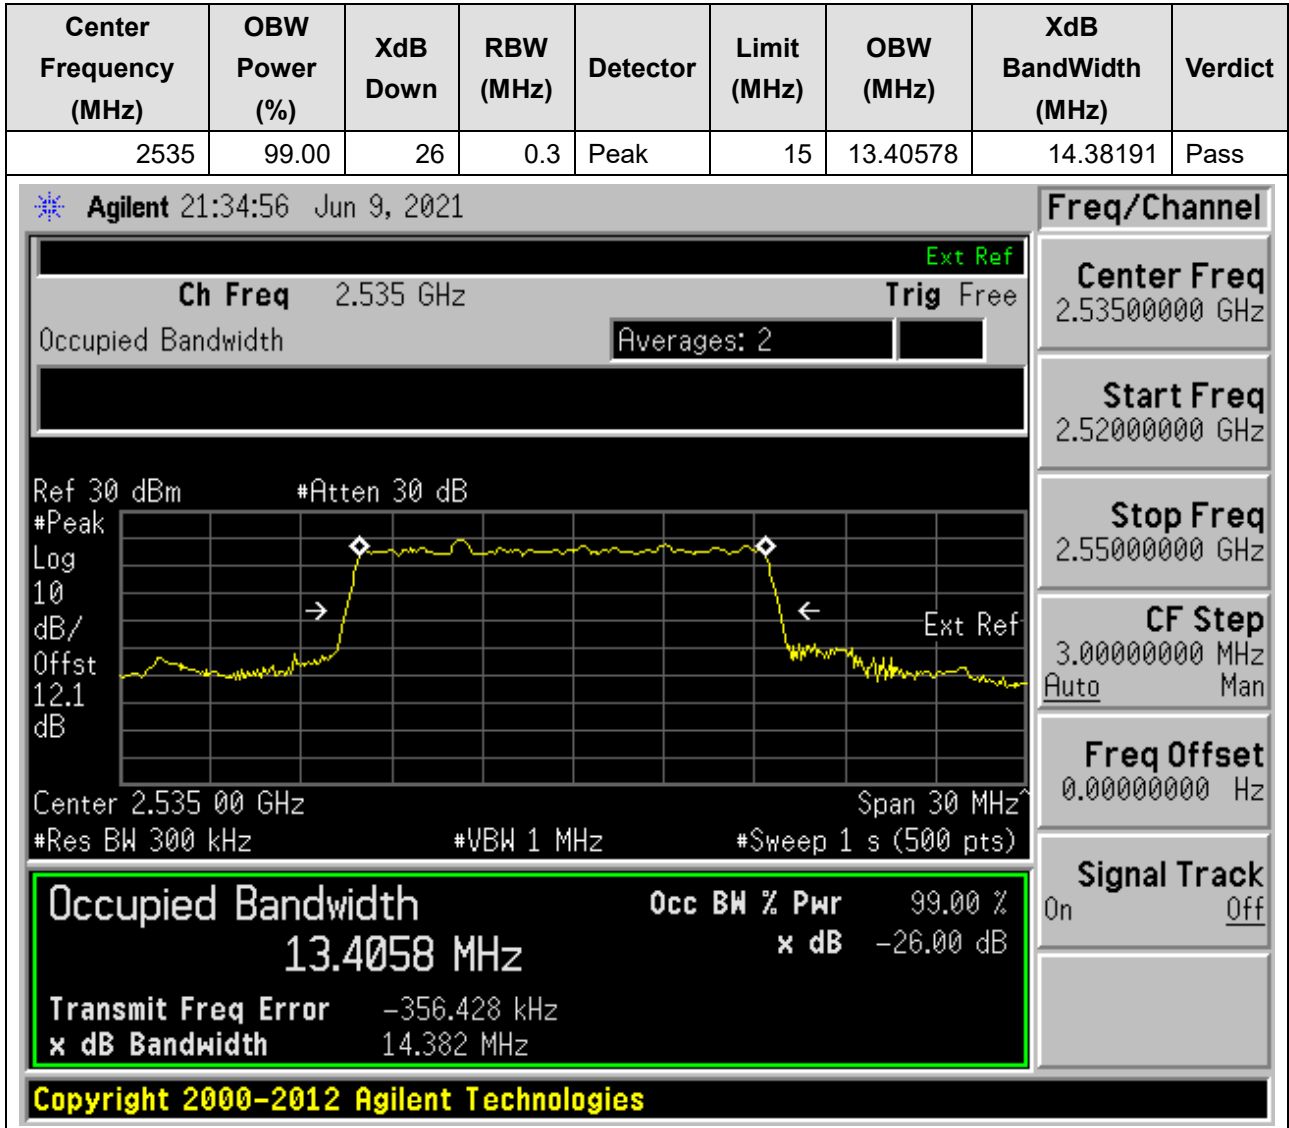 Center Frequency (MHz) OBW Power (%) XdB Down RBW (MHz) Detector Limit (MHz) OBW (MHz) XdB BandWidth (MHz) Verdict
2535 99.00 26 0.3 Peak 15 13.40578 14.38191 Pass
Agilent 21:34:56 Jun 9, 2021
Ext Ref
Ch Freq 2.535 GHz Trig Free
Occupied Bandwidth Averages: 2
Ref 30 dBm #Atten 30 dB
#Peak
Log
10
dB/
Offst
12.1
dB
Ext Ref
Center 2.535 00 GHz Span 30 MHz^
#Res BW 300 kHz #VBW 1 MHz #Sweep 1 s (500 pts)
Occupied Bandwidth Occ BW % Pwr 99.00 %
13.4058 MHz x dB -26.00 dB
Transmit Freq Error -356.428 kHz
x dB Bandwidth 14.382 MHz
Copyright 2000-2012 Agilent Technologies
Freq/Channel
Center Freq
2.53500000 GHz
Start Freq
2.52000000 GHz
Stop Freq
2.55000000 GHz
CF Step
3.00000000 MHz
Auto Man
Freq Offset
0.00000000 Hz
Signal Track
On Off